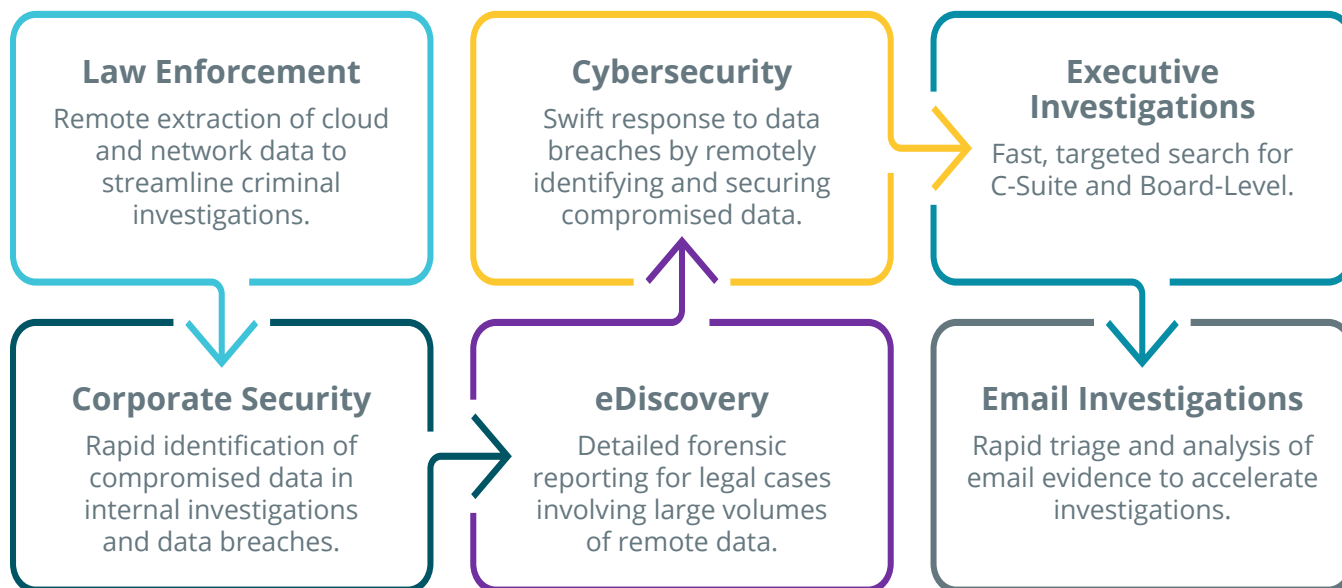 Law Enforcement
Remote extraction of cloud
and network data to
streamline criminal
investigations.
Corporate Security
Rapid identification of
compromised data in
internal investigations
and data breaches.
eDiscovery
Detailed forensic
reporting for legal cases
involving large volumes
of remote data.
Cybersecurity
Swift response to data
breaches by remotely
identifying and securing
compromised data.
Executive
Investigations
Fast, targeted search for
C-Suite and Board-Level.
Email Investigations
Rapid triage and analysis of
email evidence to accelerate
investigations.